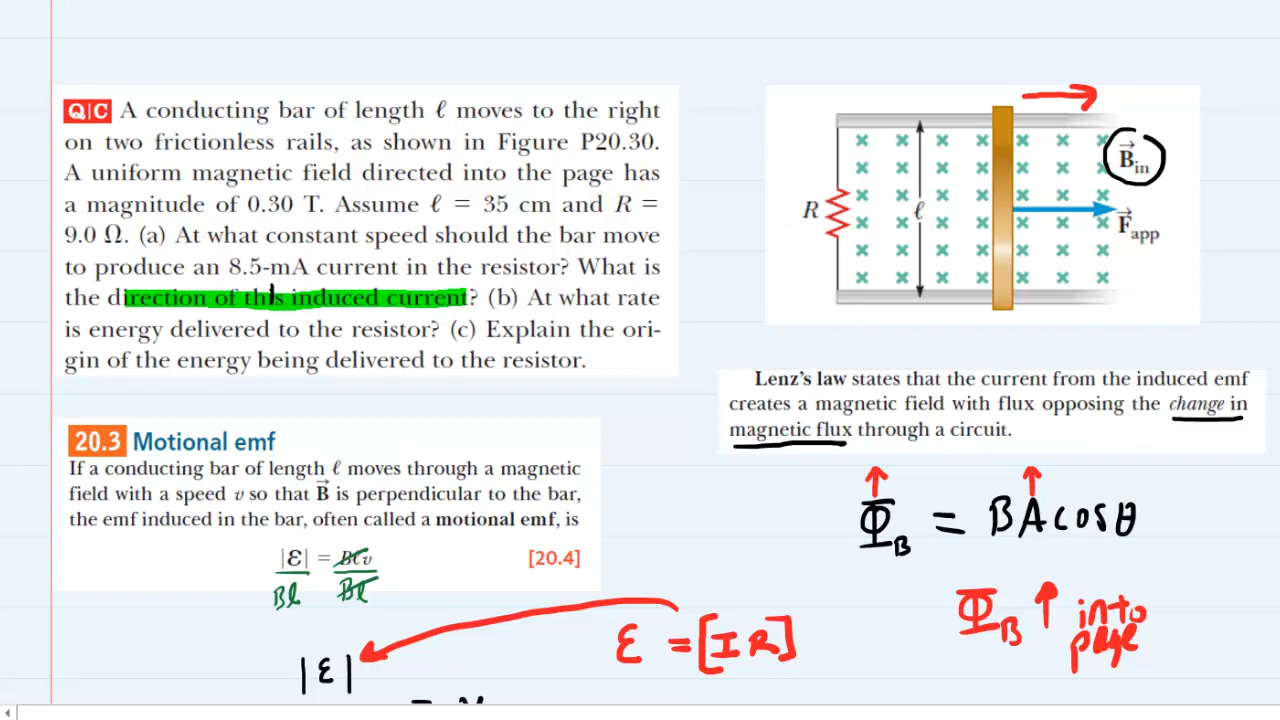 Q|C A conducting bar of length ℓ moves to the right
on two frictionless rails, as shown in Figure P20.30.
A uniform magnetic field directed into the page has
a magnitude of 0.30 T. Assume ℓ = 35 cm and R =
9.0 Ω. (a) At what constant speed should the bar move
to produce an 8.5-mA current in the resistor? What is
the direction of this induced current? (b) At what rate
is energy delivered to the resistor? (c) Explain the ori-
gin of the energy being delivered to the resistor.
R
ℓ
B⃗in
F⃗app
Lenz's law states that the current from the induced emf
creates a magnetic field with flux opposing the change in
magnetic flux through a circuit.
20.3 Motional emf
If a conducting bar of length ℓ moves through a magnetic
field with a speed v so that B⃗ is perpendicular to the bar,
the emf induced in the bar, often called a motional emf, is
|ℰ| = Bℓv [20.4]
Bℓ Bℓ
Φ_B = BA cos θ
Φ_B ↑ into
page
ℰ = [IR]
|ℰ|